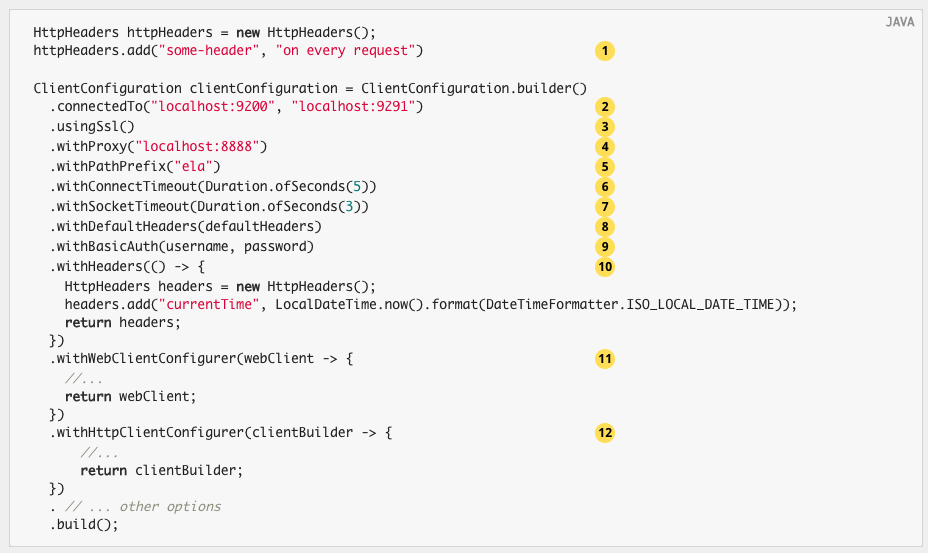 JAVA
HttpHeaders httpHeaders = new HttpHeaders();
httpHeaders.add("some-header", "on every request") 1
ClientConfiguration clientConfiguration = ClientConfiguration.builder()
.connectedTo("localhost:9200", "localhost:9291") 2
.usingSsl() 3
.withProxy("localhost:8888") 4
.withPathPrefix("ela") 5
.withConnectTimeout(Duration.ofSeconds(5)) 6
.withSocketTimeout(Duration.ofSeconds(3)) 7
.withDefaultHeaders(defaultHeaders) 8
.withBasicAuth(username, password) 9
.withHeaders(() -> { 10
HttpHeaders headers = new HttpHeaders();
headers.add("currentTime", LocalDateTime.now().format(DateTimeFormatter.ISO_LOCAL_DATE_TIME));
return headers;
})
.withWebClientConfigurer(webClient -> { 11
//...
return webClient;
})
.withHttpClientConfigurer(clientBuilder -> { 12
//...
return clientBuilder;
})
. // ... other options
.build();